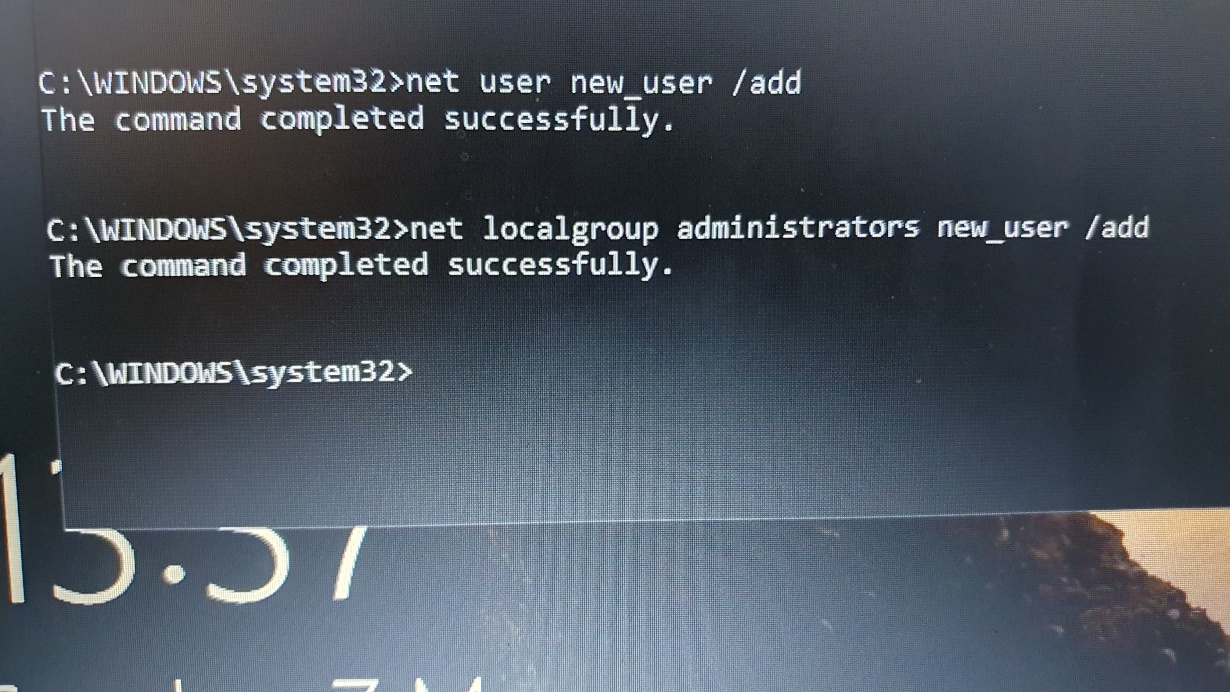 C:\WINDOWS\system32>net user new_user /add
The command completed successfully.
C:\WINDOWS\system32>net localgroup administrators new_user /add
The command completed successfully.
C:\WINDOWS\system32>